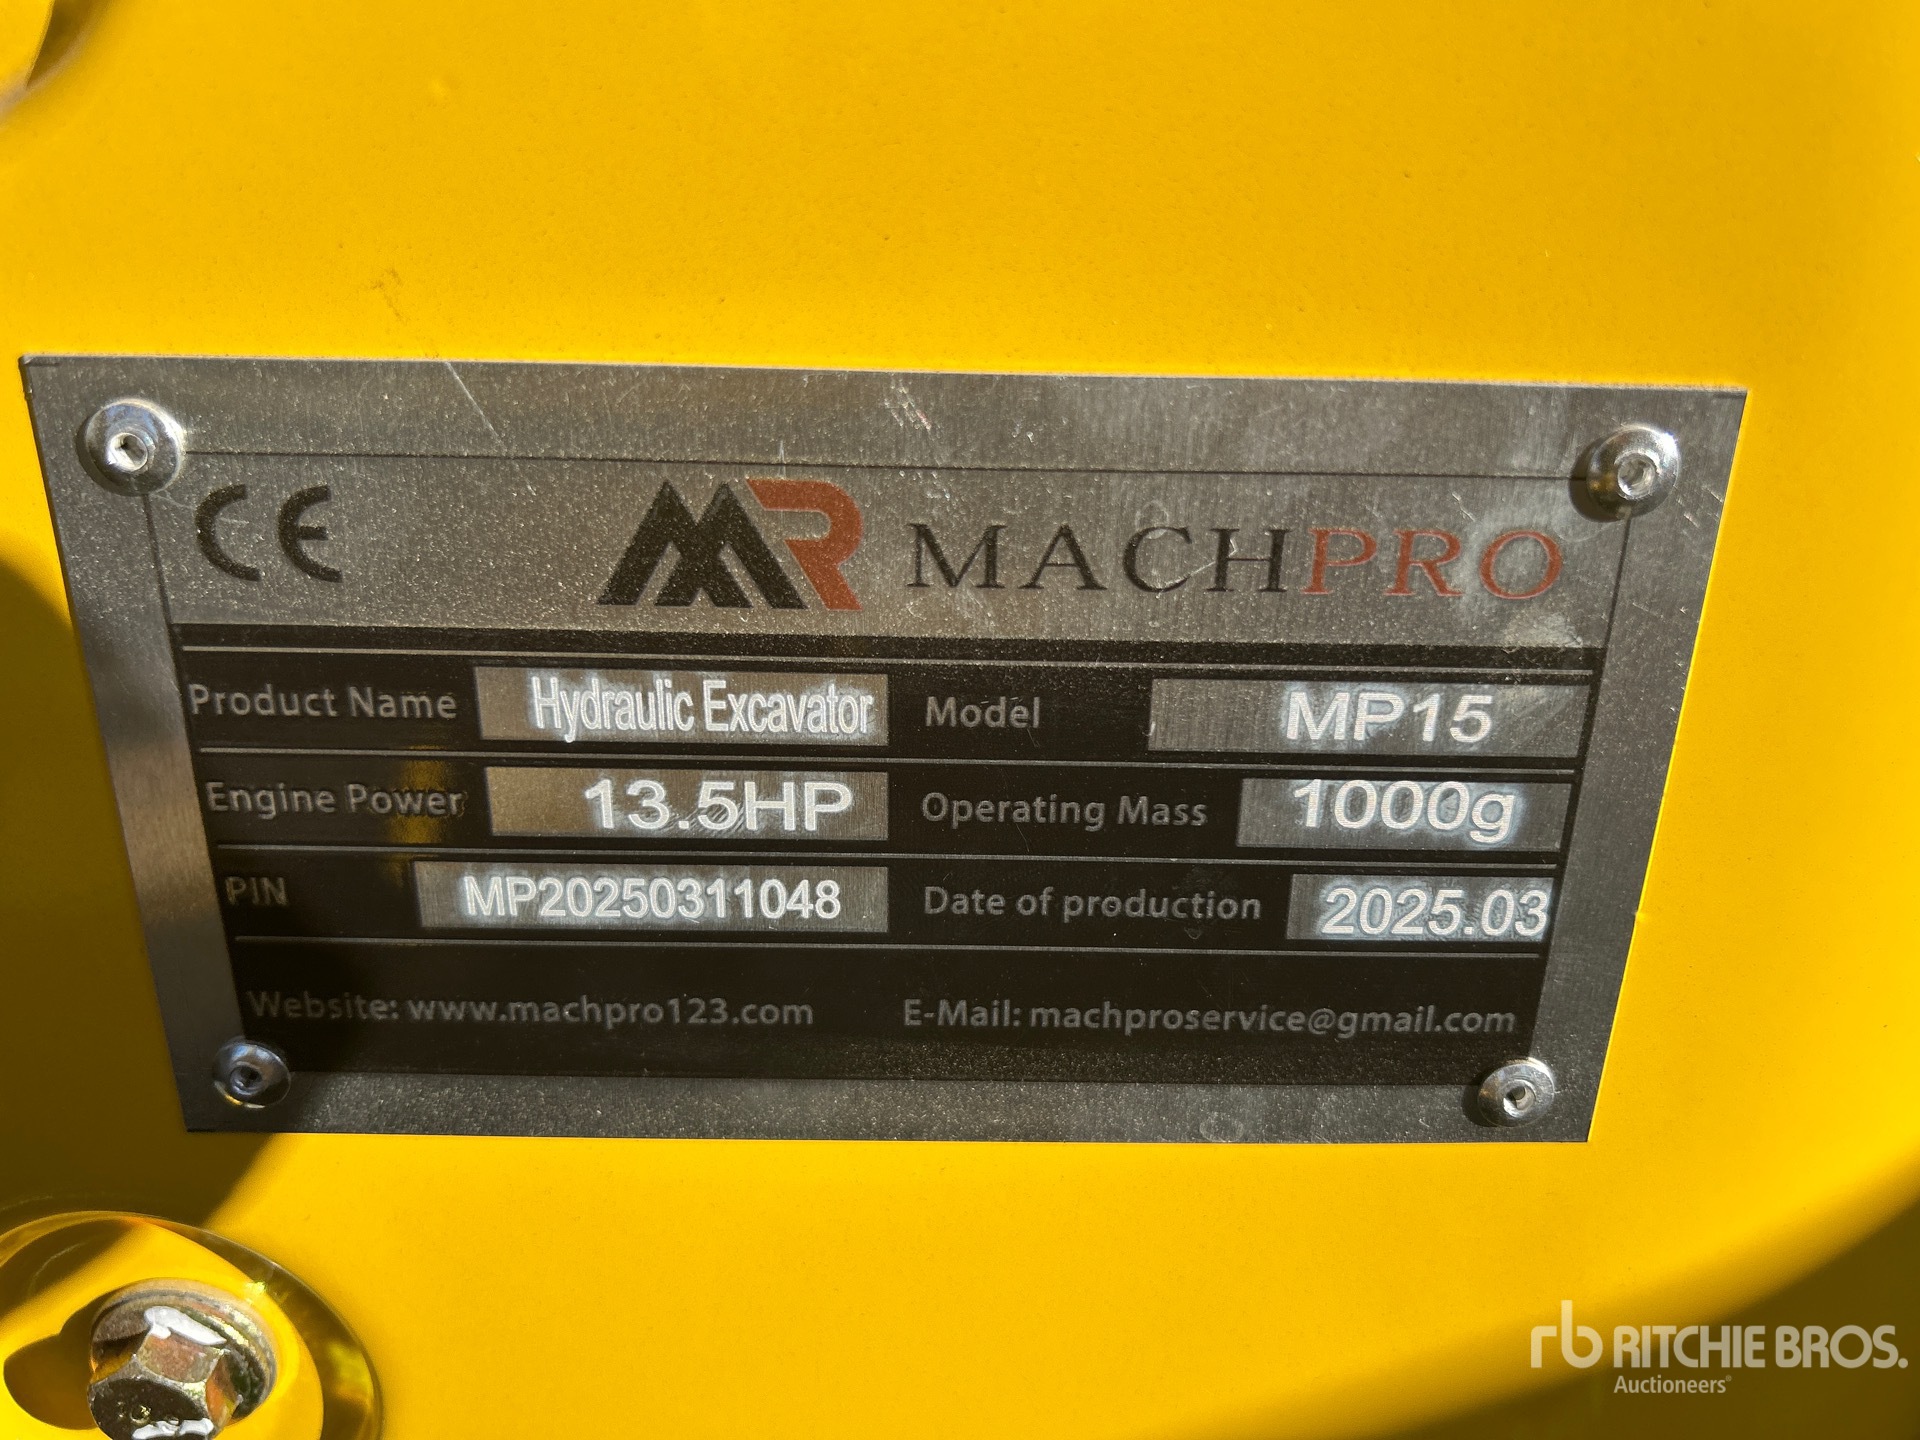 CE MR MACHPRO
Product Name Hydraulic Excavator Model MP15
Engine Power 13.5HP Operating Mass 1000g
PIN MP20250311048 Date of production 2025.03
Website: www.machpro123.com E-Mail: machproservice@gmail.com
rb RITCHIE BROS.
Auctioneers